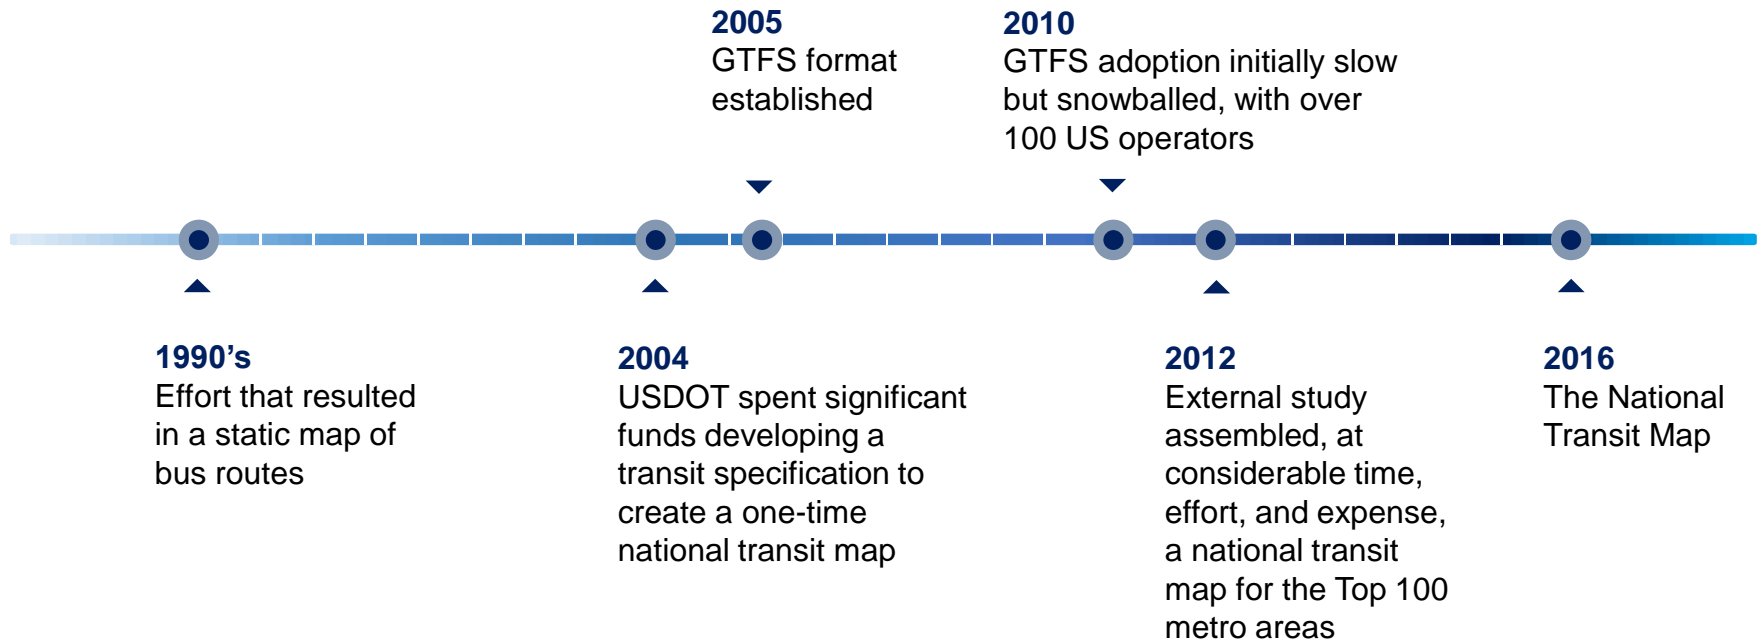 2005
GTFS format
established
2010
GTFS adoption initially slow
but snowballed, with over
100 US operators
1990’s
Effort that resulted
in a static map of
bus routes
2004
USDOT spent significant
funds developing a
transit specification to
create a one-time
national transit map
2012
External study
assembled, at
considerable time,
effort, and expense,
a national transit
map for the Top 100
metro areas
2016
The National
Transit Map